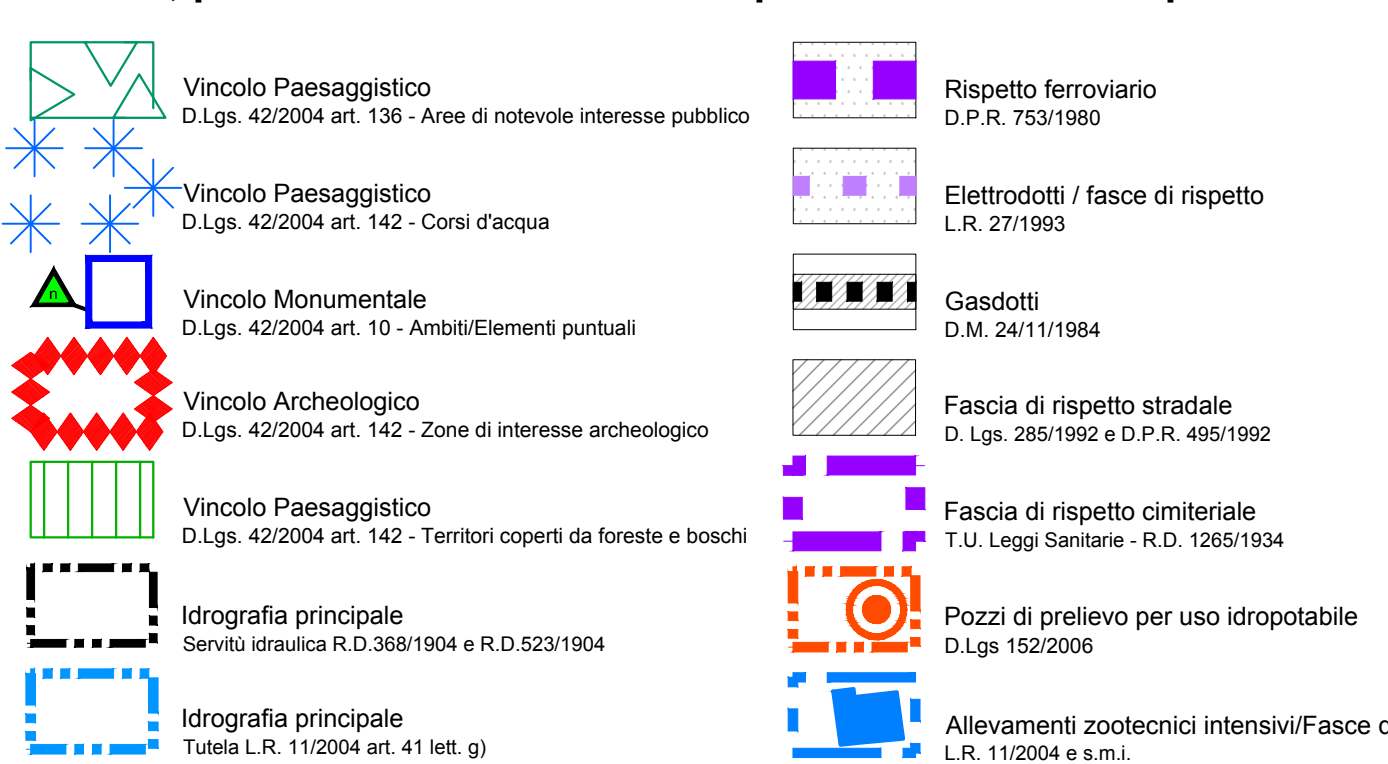 Vincolo Paesaggistico
D.Lgs. 42/2004 art. 136 - Aree di notevole interesse pubblico
Vincolo Paesaggistico
D.Lgs. 42/2004 art. 142 - Corsi d'acqua
n
Vincolo Monumentale
D.Lgs. 42/2004 art. 10 - Ambiti/Elementi puntuali
Vincolo Archeologico
D.Lgs. 42/2004 art. 142 - Zone di interesse archeologico
Vincolo Paesaggistico
D.Lgs. 42/2004 art. 142 - Territori coperti da foreste e boschi
Idrografia principale
Servitù idraulica R.D.368/1904 e R.D.523/1904
Idrografia principale
Tutela L.R. 11/2004 art. 41 lett. g)
Rispetto ferroviario
D.P.R. 753/1980
Elettrodotti / fasce di rispetto
L.R. 27/1993
Gasdotti
D.M. 24/11/1984
Fascia di rispetto stradale
D. Lgs. 285/1992 e D.P.R. 495/1992
Fascia di rispetto cimiteriale
T.U. Leggi Sanitarie - R.D. 1265/1934
Pozzi di prelievo per uso idropotabile
D.Lgs 152/2006
Allevamenti zootecnici intensivi/Fasce
L.R. 11/2004 e s.m.i.